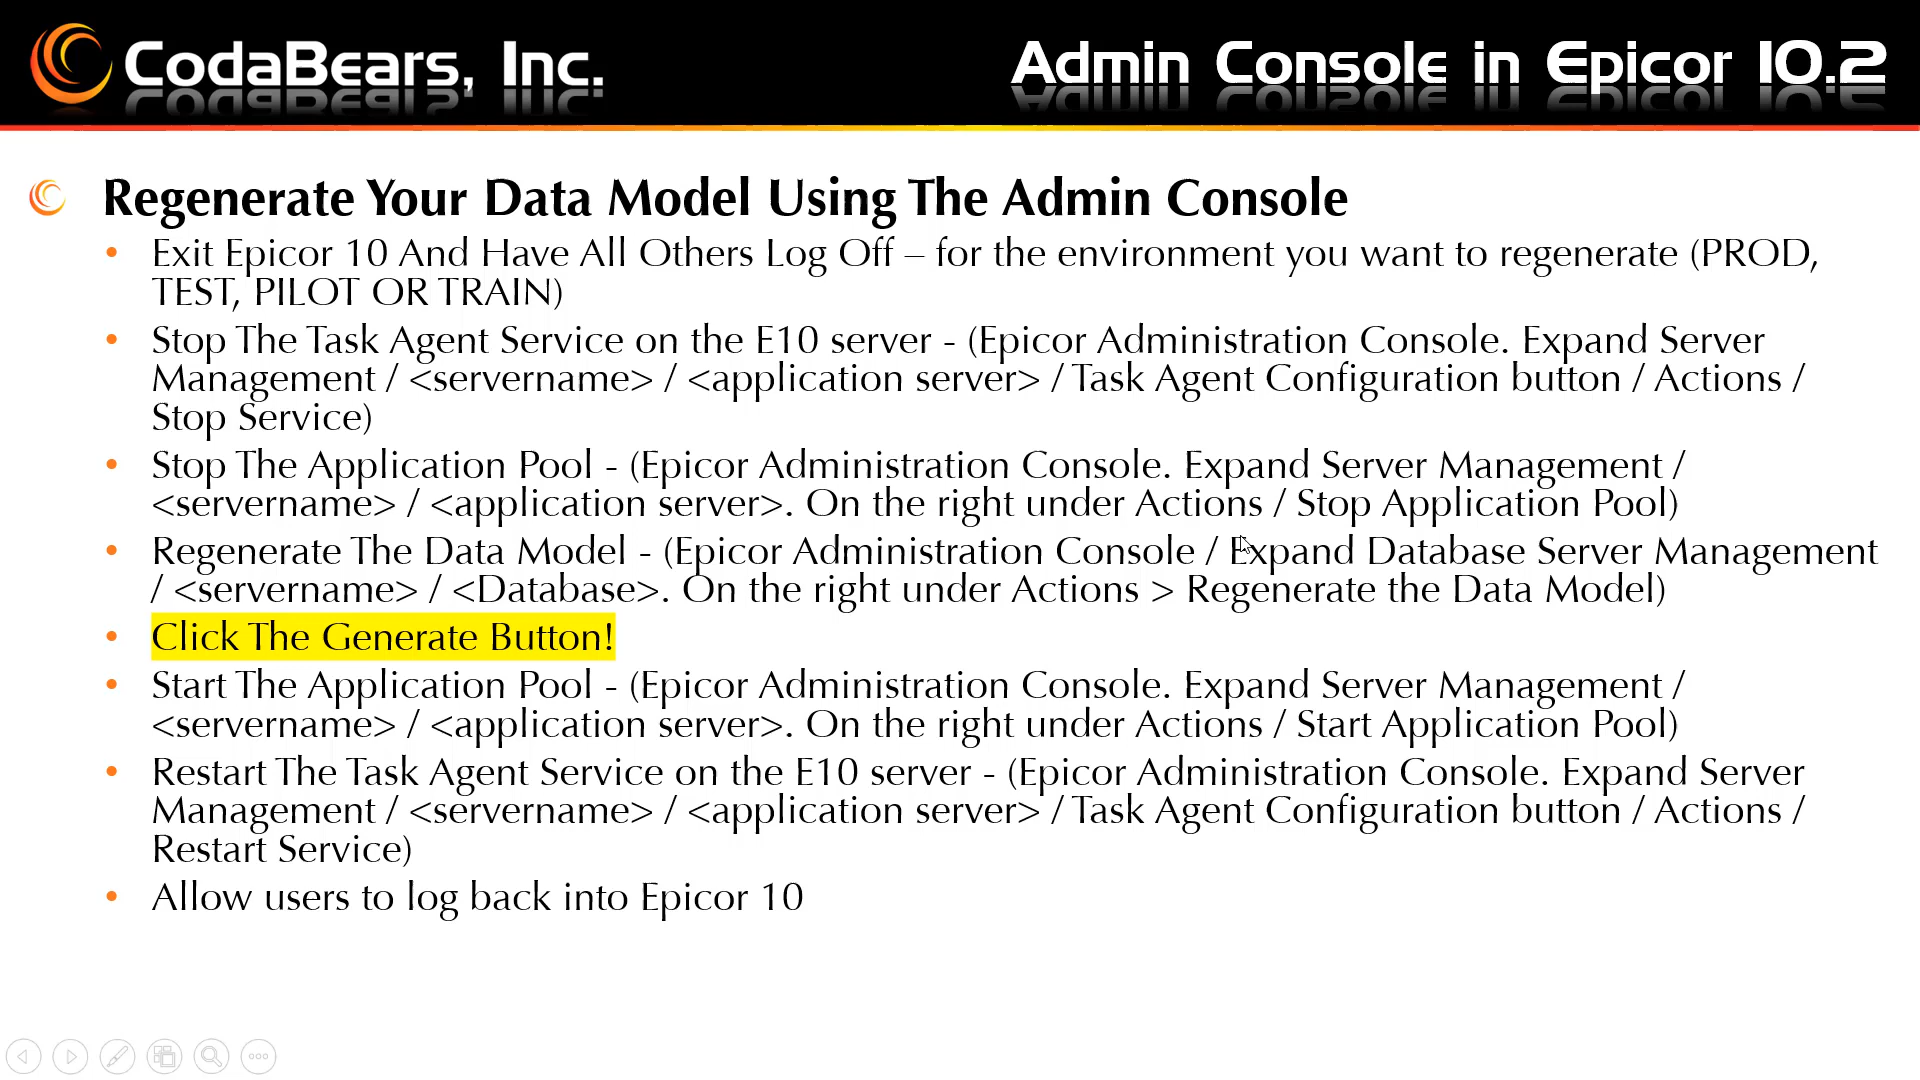 CodaBears, Inc.
Admin Console in Epicor 10.2
Regenerate Your Data Model Using The Admin Console
• Exit Epicor 10 And Have All Others Log Off – for the environment you want to regenerate (PROD,
TEST, PILOT OR TRAIN)
• Stop The Task Agent Service on the E10 server - (Epicor Administration Console. Expand Server
Management / <servername> / <application server> / Task Agent Configuration button / Actions /
Stop Service)
• Stop The Application Pool - (Epicor Administration Console. Expand Server Management /
<servername> / <application server>. On the right under Actions / Stop Application Pool)
• Regenerate The Data Model - (Epicor Administration Console / Expand Database Server Management
/ <servername> / <Database>. On the right under Actions > Regenerate the Data Model)
• Click The Generate Button!
• Start The Application Pool - (Epicor Administration Console. Expand Server Management /
<servername> / <application server>. On the right under Actions / Start Application Pool)
• Restart The Task Agent Service on the E10 server - (Epicor Administration Console. Expand Server
Management / <servername> / <application server> / Task Agent Configuration button / Actions /
Restart Service)
• Allow users to log back into Epicor 10